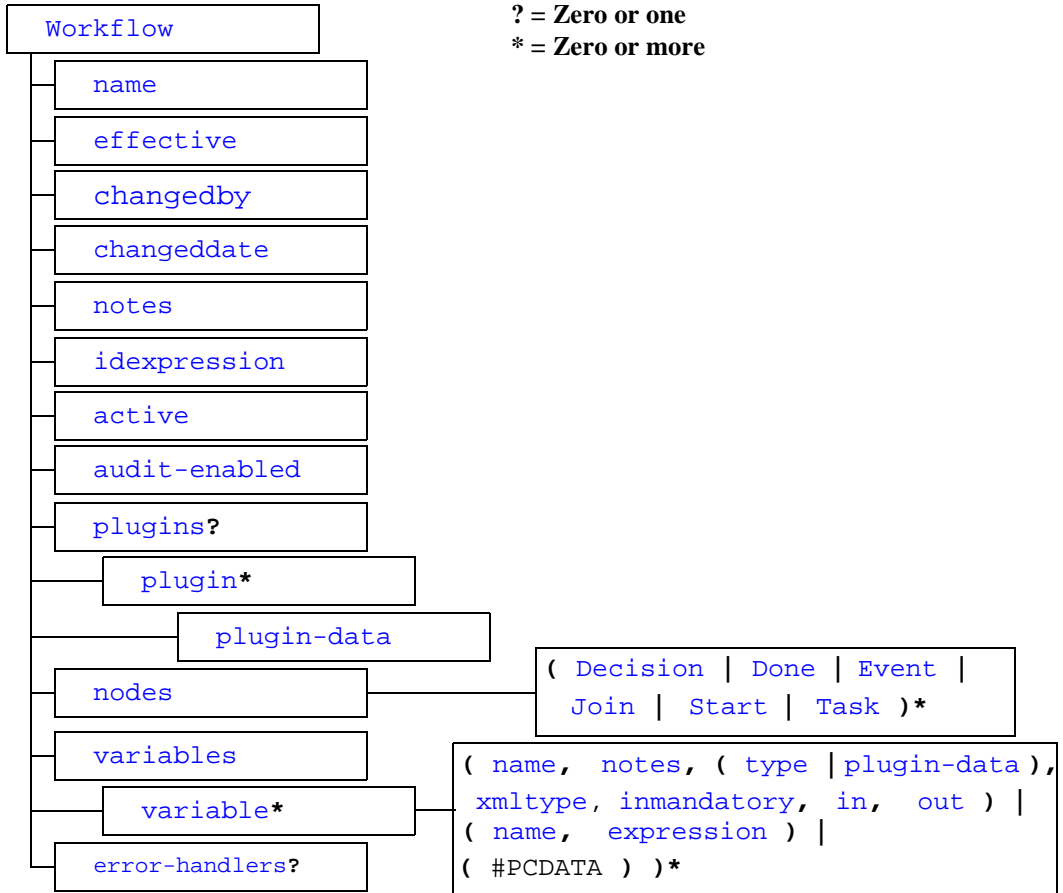 Workflow
? = Zero or one
* = Zero or more
name
effective
changedby
changeddate
notes
idexpression
active
audit-enabled
plugins?
plugin*
plugin-data
nodes
( Decision | Done | Event |
Join | Start | Task )*
variables
variable*
( name, notes, ( type | plugin-data ),
xmltype, inmandatory, in, out ) |
( name, expression ) |
( #PCDATA ) )*
error-handlers?